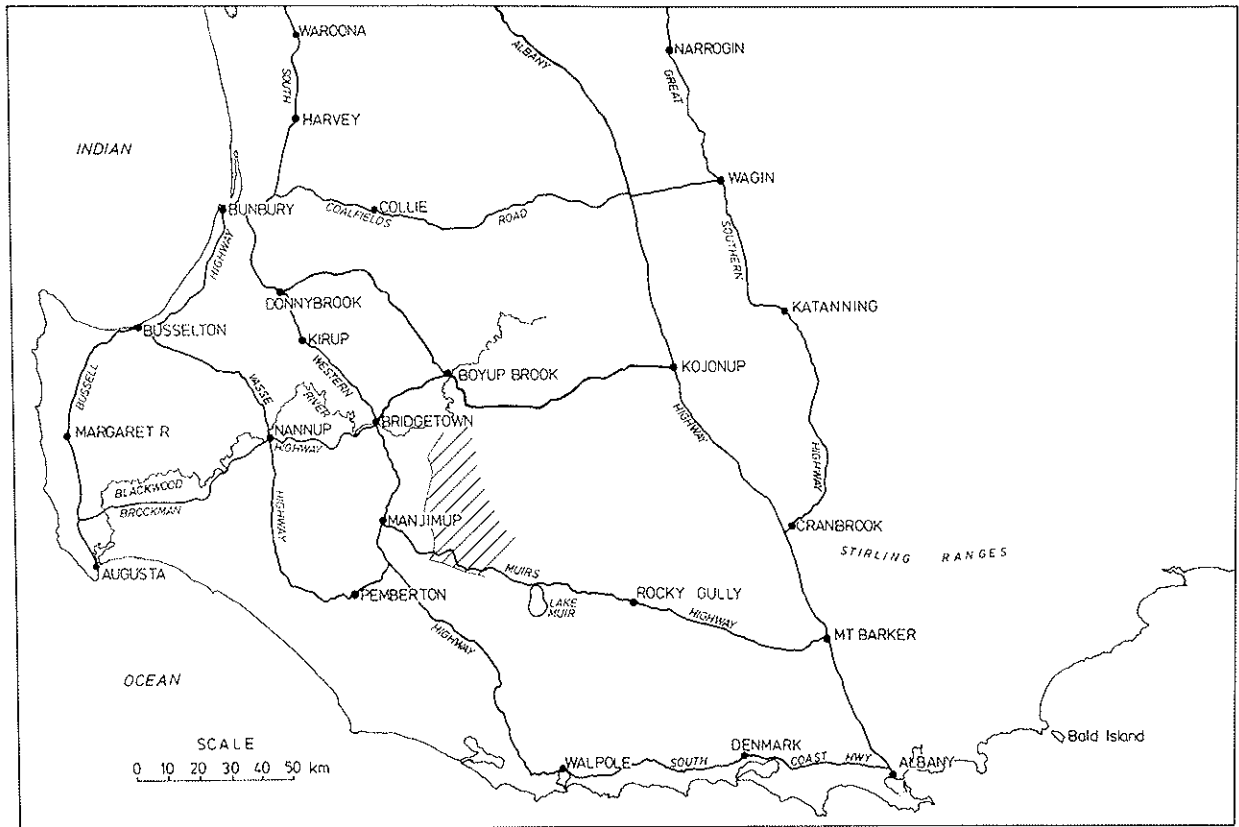 WAROONA
ALBANY
NARROGIN
SOUTH
GREAT
HARVEY
INDIAN
WAGIN
BUNBURY
COLLIE
COALFIELDS
ROAD
HIGHWAY
SOUTHERN
DONNYBROOK
KATANNING
BUSSELTON
KIRUP
WESTERN
BOYUP BROOK
KOJONUP
BUSSELL
VASSE
RIVER
BRIDGETOWN
HIGHWAY
MARGARET R
NANNUP
HIGHWAY
HIGHWAY
BLACKWOOD
BROCKMAN
HIGHWAY
MANJIMUP
CRANBROOK
STIRLING RANGES
AUGUSTA
MUIRS
PEMBERTON
LAKE
MUIR
ROCKY GULLY
HIGHWAY
HIGHWAY
MT BARKER
OCEAN
SCALE
0 10 20 30 50 km
WALPOLE
SOUTH
DENMARK
COAST HWY
ALBANY
Bald Island